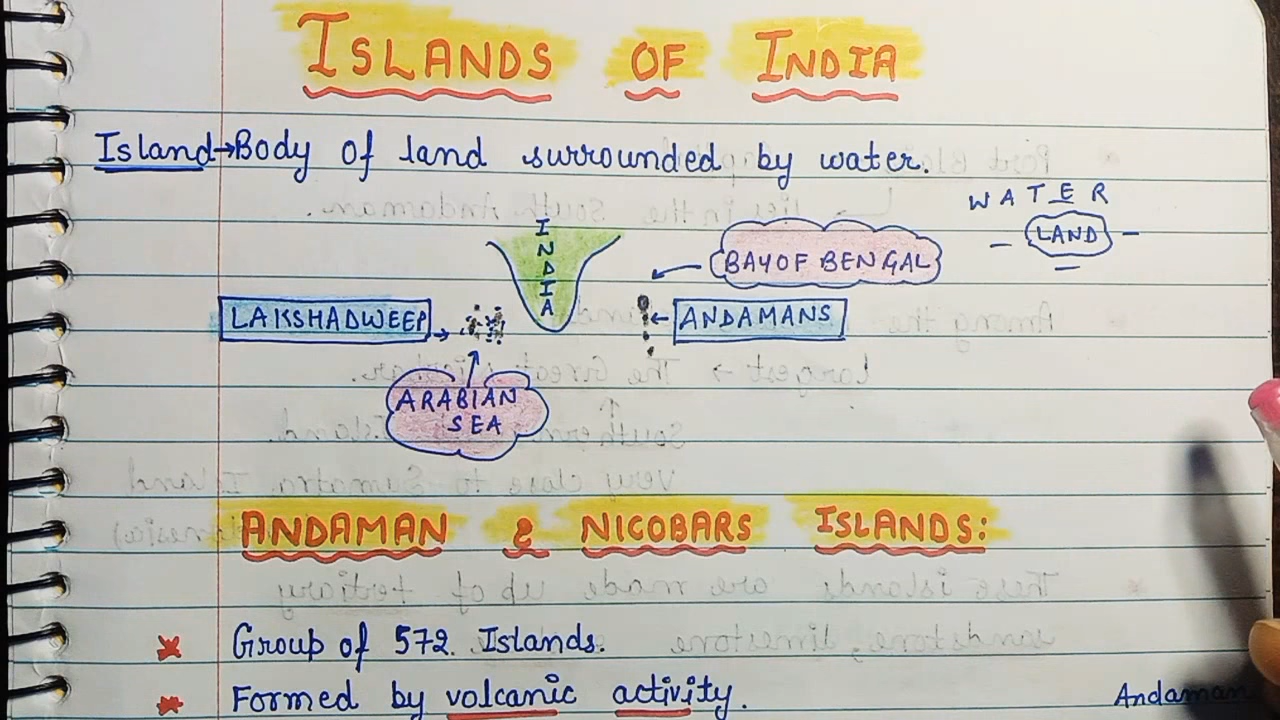 ISLANDS OF INDIA
Island → Body of land surrounded by water.
WATER
LAND
INDIA
BAY OF BENGAL
LAKSHADWEEP
ANDAMANS
ARABIAN
SEA
ANDAMAN & NICOBARS ISLANDS:
Group of 572 Islands.
Formed by volcanic activity.
Andaman